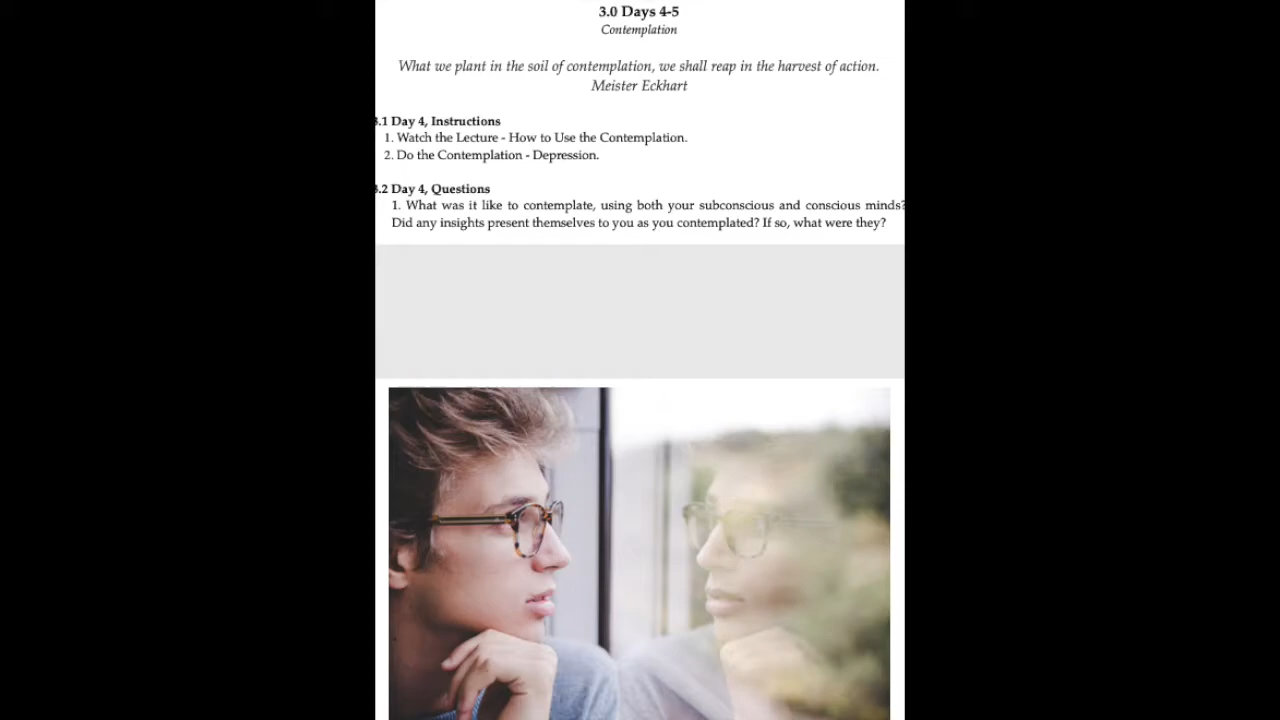 3.0 Days 4-5
Contemplation
What we plant in the soil of contemplation, we shall reap in the harvest of action.
Meister Eckhart
3.1 Day 4, Instructions
1. Watch the Lecture - How to Use the Contemplation.
2. Do the Contemplation - Depression.
3.2 Day 4, Questions
1. What was it like to contemplate, using both your subconscious and conscious minds?
Did any insights present themselves to you as you contemplated? If so, what were they?